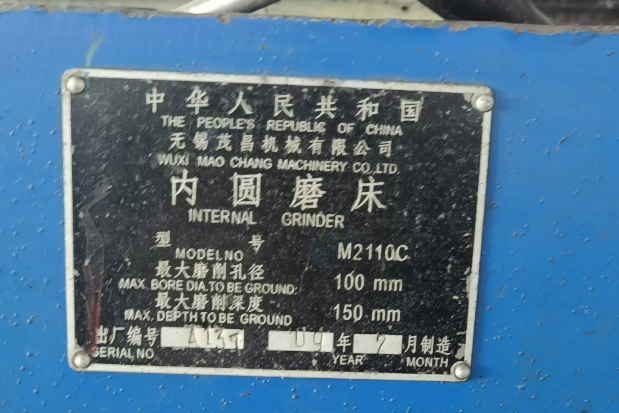 中华人民共和国
THE PEOPLE'S REPUBLIC OF CHINA
无锡茂昌机械有限公司
WUXI MAO CHANG MACHINERY CO.,LTD.
内圆磨床
INTERNAL GRINDER
型号 M2110C
MODEL NO
最大磨削孔径 100 mm
MAX. BORE DIA. TO BE GROUND:
最大磨削深度 150 mm
MAX. DEPTH TO BE GROUND
出厂编号 年 月制造
SERIAL NO YEAR MONTH